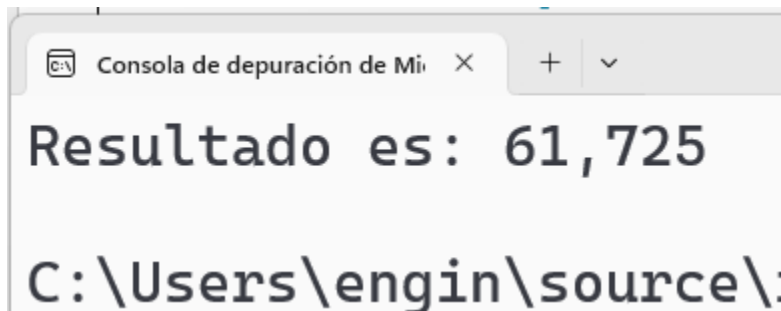 Consola de depuración de Mi
Resultado es: 61,725
C:\Users\engin\source\